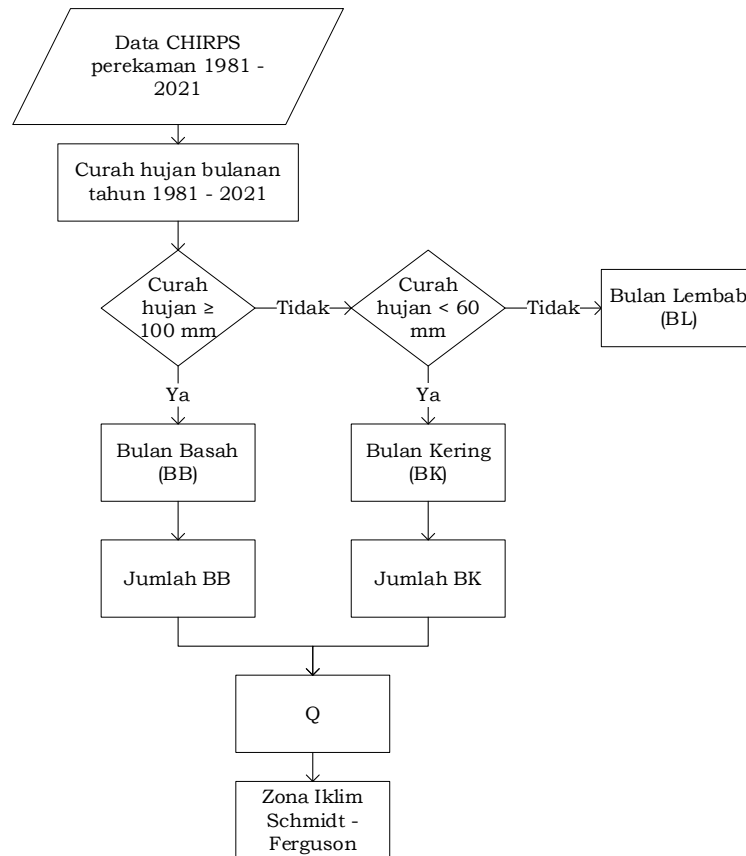 Data CHIRPS
perekaman 1981 -
2021
Curah hujan bulanan
tahun 1981 - 2021
Curah
hujan ≥
100 mm
Tidak
Curah
hujan < 60
mm
Tidak
Bulan Lembab
(BL)
Ya
Ya
Bulan Basah
(BB)
Bulan Kering
(BK)
Jumlah BB
Jumlah BK
Q
Zona Iklim
Schmidt -
Ferguson